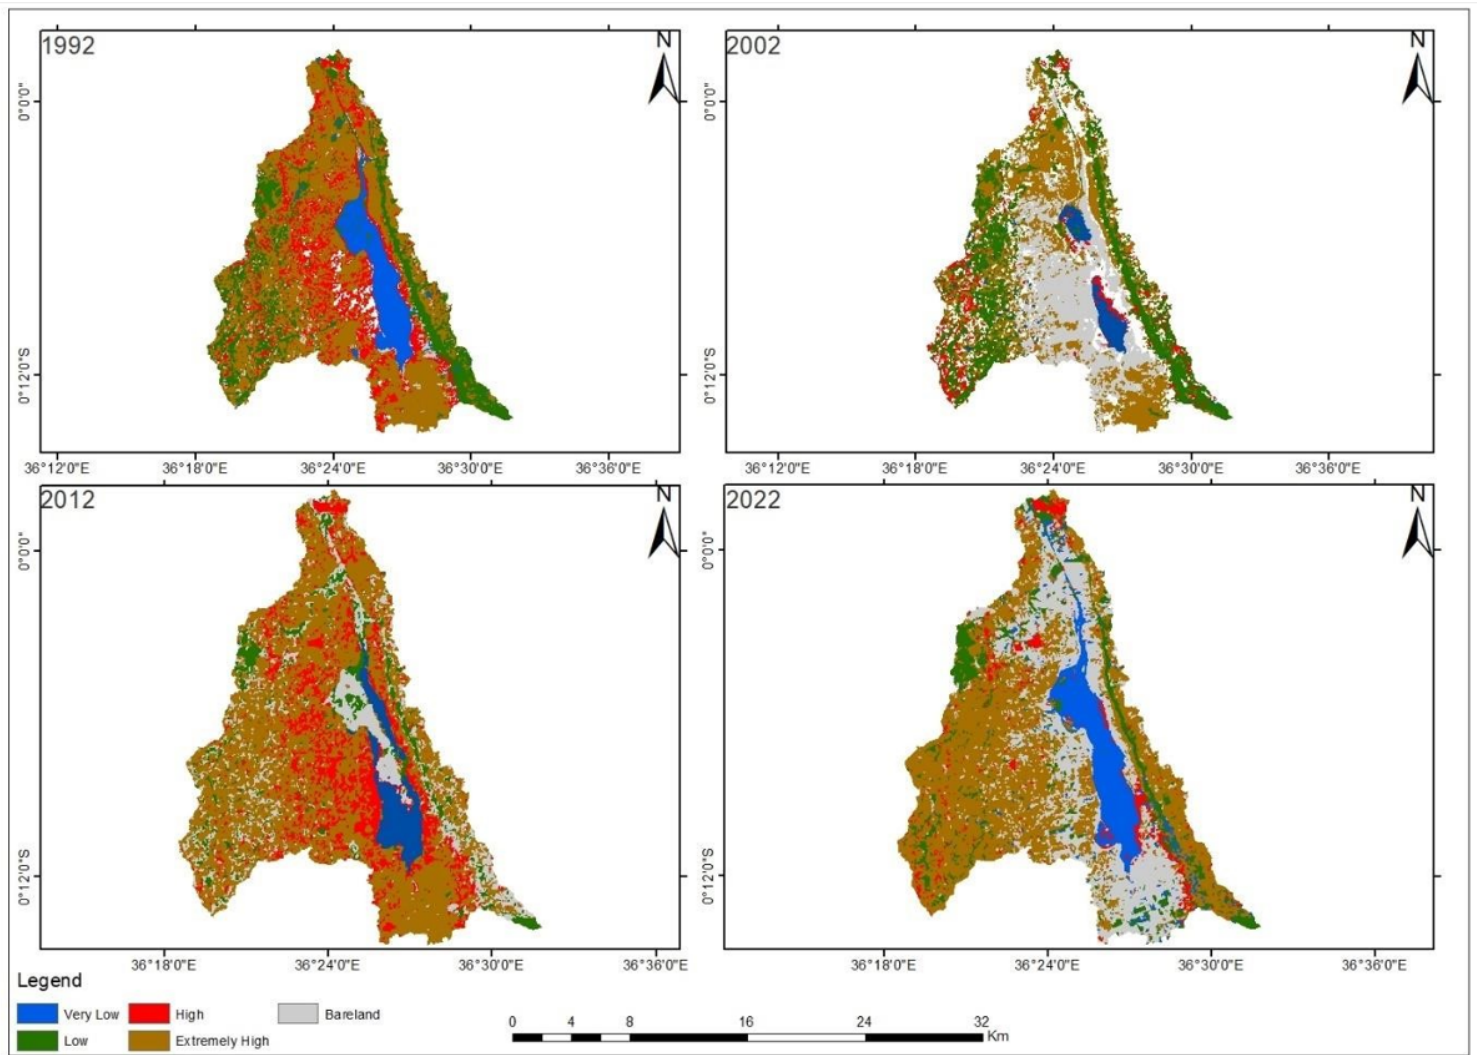 1992
N
2002
N
0°0'0"
0°0'0"
0°12'0"S
0°12'0"S
36°12'0"E 36°18'0"E 36°24'0"E 36°30'0"E 36°36'0"E
36°12'0"E 36°18'0"E 36°24'0"E 36°30'0"E 36°36'0"E
2012
N
2022
N
0°0'0"
0°0'0"
0°12'0"S
0°12'0"S
36°18'0"E 36°24'0"E 36°30'0"E 36°36'0"E
36°18'0"E 36°24'0"E 36°30'0"E 36°36'0"E
Legend
Very Low High Bareland
Low Extremely High
0 4 8 16 24 32
Km